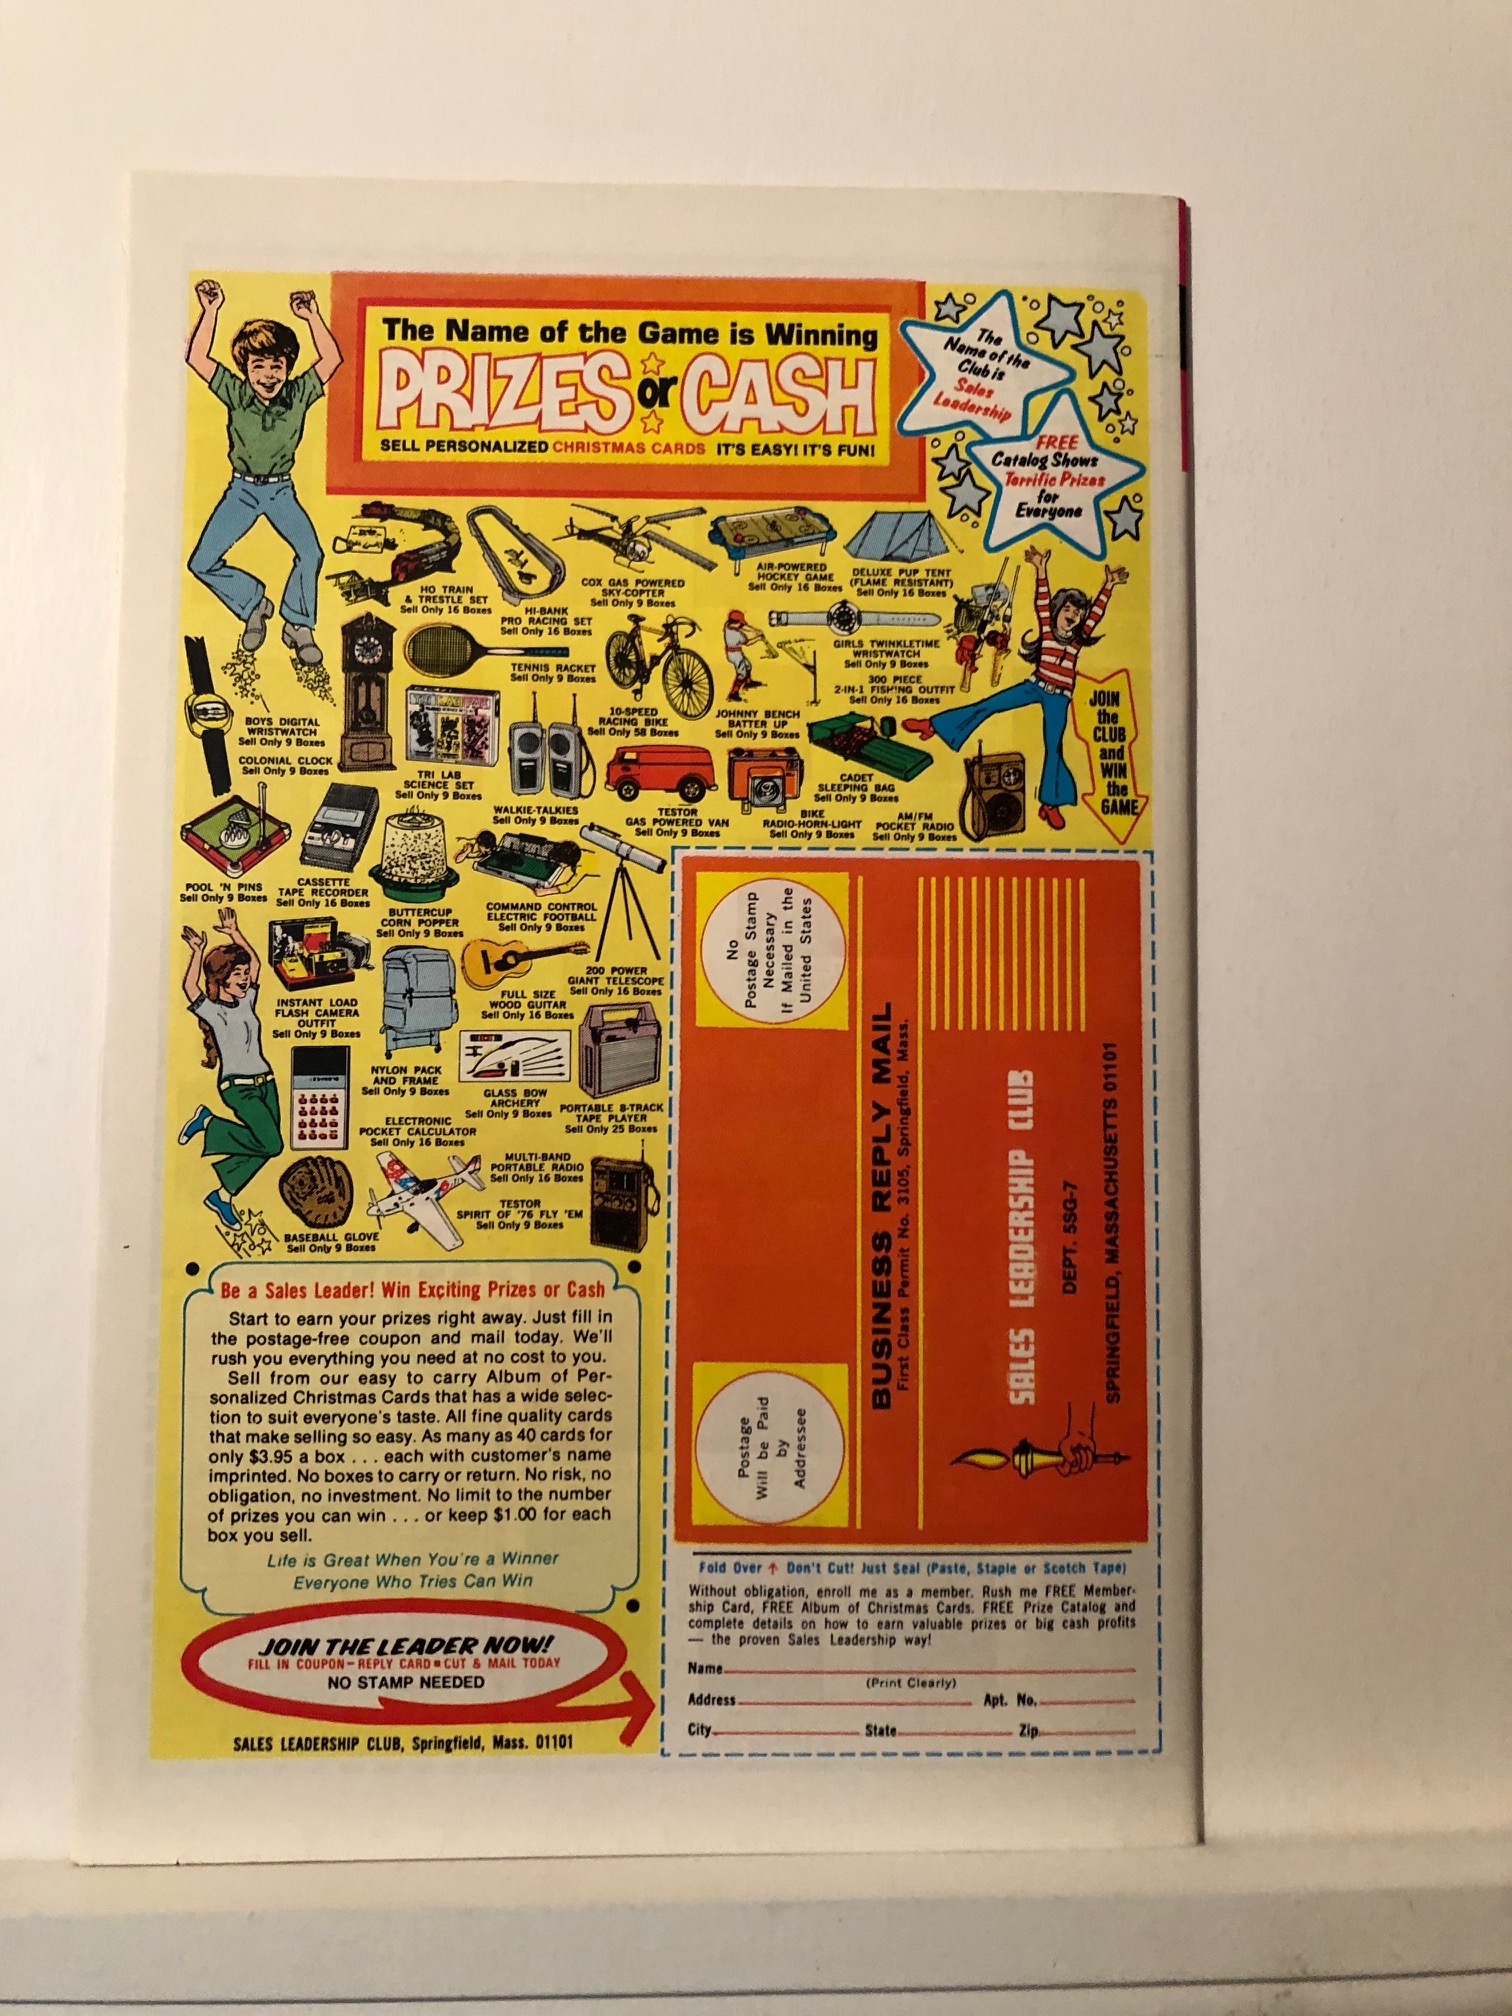 The Name of the Game is Winning
PRIZES or CASH
SELL PERSONALIZED CHRISTMAS CARDS IT'S EASY! IT'S FUN!
The
Name of the
Club is
Sales
Leadership
FREE
Catalog Shows
Terrific Prizes
for
Everyone
HO TRAIN
& TRESTLE SET
Sell Only 16 Boxes
HI-BANK
PRO RACING SET
Sell Only 16 Boxes
COX GAS POWERED
SKY-COPTER
Sell Only 9 Boxes
AIR-POWERED
HOCKEY GAME
Sell Only 16 Boxes
DELUXE PUP TENT
(FLAME RESISTANT)
Sell Only 16 Boxes
TENNIS RACKET
Sell Only 9 Boxes
GIRLS TWINKLETIME
WRISTWATCH
Sell Only 9 Boxes
300 PIECE
2-IN-1 FISHING OUTFIT
Sell Only 16 Boxes
BOYS DIGITAL
WRISTWATCH
Sell Only 9 Boxes
COLONIAL CLOCK
Sell Only 9 Boxes
TRI LAB
SCIENCE SET
Sell Only 9 Boxes
10-SPEED
RACING BIKE
Sell Only 58 Boxes
JOHNNY BENCH
BATTER UP
Sell Only 9 Boxes
JOIN
the
CLUB
and
WIN
the
GAME
WALKIE-TALKIES
Sell Only 9 Boxes
TESTOR
GAS POWERED VAN
Sell Only 9 Boxes
BIKE
RADIO-HORN-LIGHT
Sell Only 9 Boxes
CADET
SLEEPING BAG
Sell Only 9 Boxes
AM/FM
POCKET RADIO
Sell Only 9 Boxes
POOL 'N PINS
Sell Only 9 Boxes
CASSETTE
TAPE RECORDER
Sell Only 16 Boxes
BUTTERCUP
CORN POPPER
Sell Only 9 Boxes
COMMAND CONTROL
ELECTRIC FOOTBALL
Sell Only 9 Boxes
200 POWER
GIANT TELESCOPE
Sell Only 16 Boxes
INSTANT LOAD
FLASH CAMERA
OUTFIT
Sell Only 9 Boxes
FULL SIZE
WOOD GUITAR
Sell Only 16 Boxes
NYLON PACK
AND FRAME
Sell Only 9 Boxes
GLASS BOW
ARCHERY
Sell Only 9 Boxes
PORTABLE 8-TRACK
TAPE PLAYER
Sell Only 25 Boxes
ELECTRONIC
POCKET CALCULATOR
Sell Only 16 Boxes
MULTI-BAND
PORTABLE RADIO
Sell Only 16 Boxes
TESTOR
SPIRIT OF '76 FLY 'EM
Sell Only 9 Boxes
BASEBALL GLOVE
Sell Only 9 Boxes
Be a Sales Leader! Win Exciting Prizes or Cash
Start to earn your prizes right away. Just fill in
the postage-free coupon and mail today. We'll
rush you everything you need at no cost to you.
Sell from our easy to carry Album of Per-
sonalized Christmas Cards that has a wide selec-
tion to suit everyone's taste. All fine quality cards
that make selling so easy. As many as 40 cards for
only $3.95 a box . . . each with customer's name
imprinted. No boxes to carry or return. No risk, no
obligation, no investment. No limit to the number
of prizes you can win . . . or keep $1.00 for each
box you sell.
Life is Great When You're a Winner
Everyone Who Tries Can Win
JOIN THE LEADER NOW!
FILL IN COUPON-REPLY CARD ■ CUT & MAIL TODAY
NO STAMP NEEDED
SALES LEADERSHIP CLUB, Springfield, Mass. 01101
No
Postage Stamp
Necessary
If Mailed in the
United States
Postage
Will be Paid
by
Addressee
BUSINESS REPLY MAIL
First Class Permit No. 3105, Springfield, Mass.
SALES LEADERSHIP CLUB
DEPT. 5SG-7
SPRINGFIELD, MASSACHUSETTS 01101
Fold Over ↑ Don't Cut! Just Seal (Paste, Staple or Scotch Tape)
Without obligation, enroll me as a member. Rush me FREE Member-
ship Card, FREE Album of Christmas Cards. FREE Prize Catalog and
complete details on how to earn valuable prizes or big cash profits
— the proven Sales Leadership way!
Name
(Print Clearly)
Address Apt. No.
City State Zip